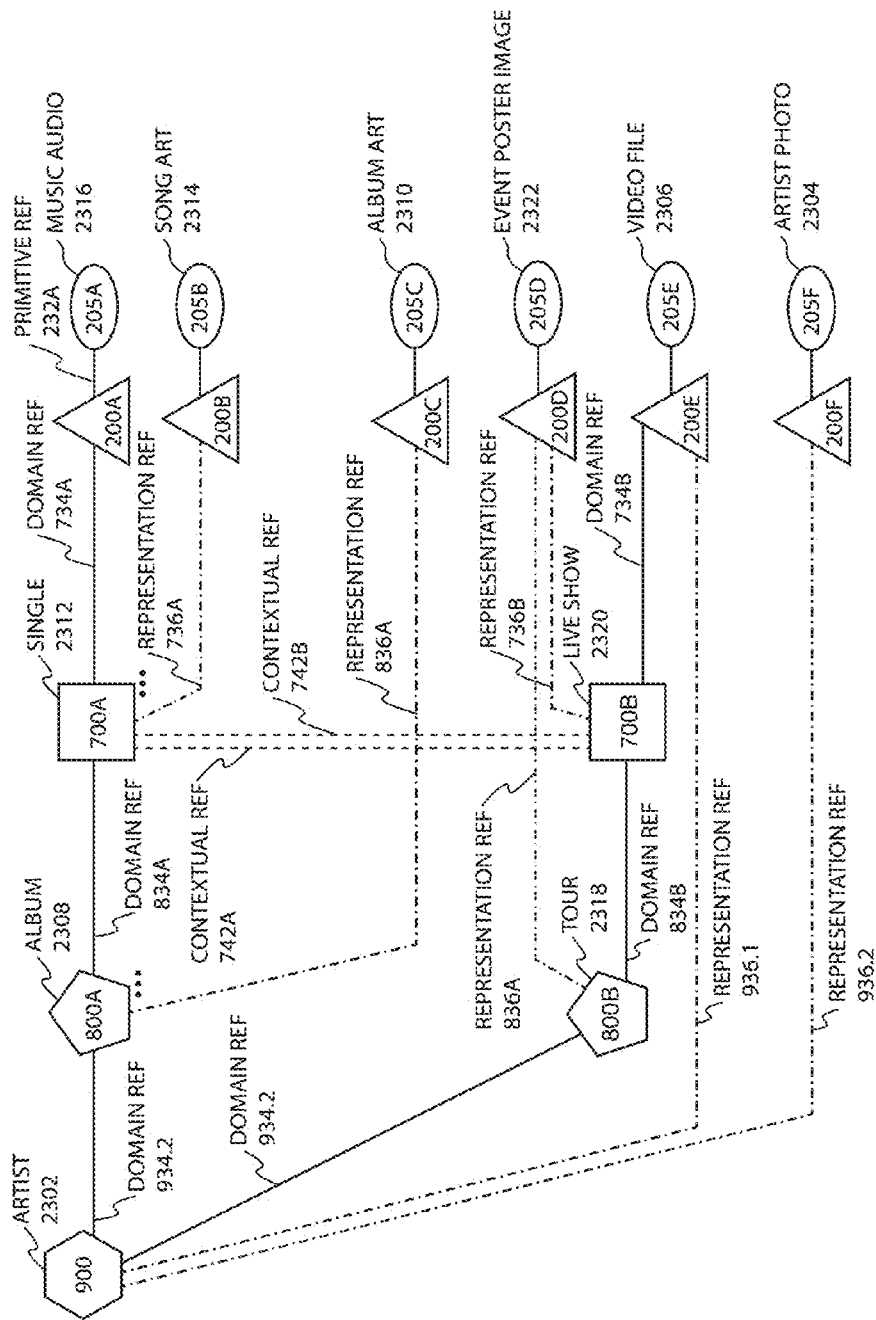 ARTIST
2302
900
DOMAIN REF
934.2
DOMAIN REF
934.2
ALBUM
2308
800A
•••
DOMAIN REF
834A
CONTEXTUAL REF
742A
REPRESENTATION REF
836A
TOUR
2318
800B
DOMAIN REF
834B
REPRESENTATION REF
936.1
REPRESENTATION REF
936.2
SINGLE
2312
700A
•••
DOMAIN REF
734A
REPRESENTATION REF
736A
CONTEXTUAL REF
742B
REPRESENTATION REF
836A
REPRESENTATION REF
736B
LIVE SHOW
2320
700B
DOMAIN REF
734B
PRIMITIVE REF
232A
200A
200B
200C
200D
200E
200F
205A
205B
205C
205D
205E
205F
MUSIC AUDIO
2316
SONG ART
2314
ALBUM ART
2310
EVENT POSTER IMAGE
2322
VIDEO FILE
2306
ARTIST PHOTO
2304